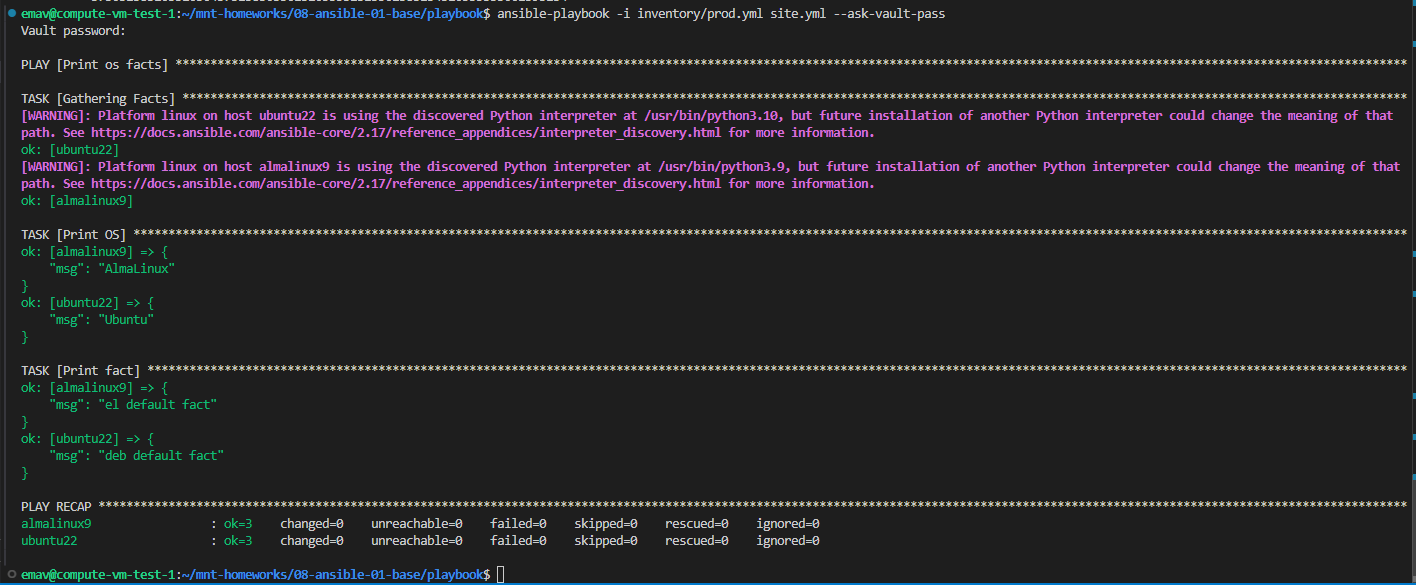 emav@compute-vm-test-1:~/mnt-homeworks/08-ansible-01-base/playbook$ ansible-playbook -i inventory/prod.yml site.yml --ask-vault-pass
Vault password:
PLAY [Print os facts] ********************************************************************************************************************************************************************************
TASK [Gathering Facts] *******************************************************************************************************************************************************************************
[WARNING]: Platform linux on host ubuntu22 is using the discovered Python interpreter at /usr/bin/python3.10, but future installation of another Python interpreter could change the meaning of that
path. See https://docs.ansible.com/ansible-core/2.17/reference_appendices/interpreter_discovery.html for more information.
ok: [ubuntu22]
[WARNING]: Platform linux on host almalinux9 is using the discovered Python interpreter at /usr/bin/python3.9, but future installation of another Python interpreter could change the meaning of that
path. See https://docs.ansible.com/ansible-core/2.17/reference_appendices/interpreter_discovery.html for more information.
ok: [almalinux9]
TASK [Print OS] **************************************************************************************************************************************************************************************
ok: [almalinux9] => {
    "msg": "AlmaLinux"
}
ok: [ubuntu22] => {
    "msg": "Ubuntu"
}
TASK [Print fact] ************************************************************************************************************************************************************************************
ok: [almalinux9] => {
    "msg": "el default fact"
}
ok: [ubuntu22] => {
    "msg": "deb default fact"
}
PLAY RECAP *******************************************************************************************************************************************************************************************
almalinux9                 : ok=3    changed=0    unreachable=0    failed=0    skipped=0    rescued=0    ignored=0
ubuntu22                   : ok=3    changed=0    unreachable=0    failed=0    skipped=0    rescued=0    ignored=0
emav@compute-vm-test-1:~/mnt-homeworks/08-ansible-01-base/playbook$